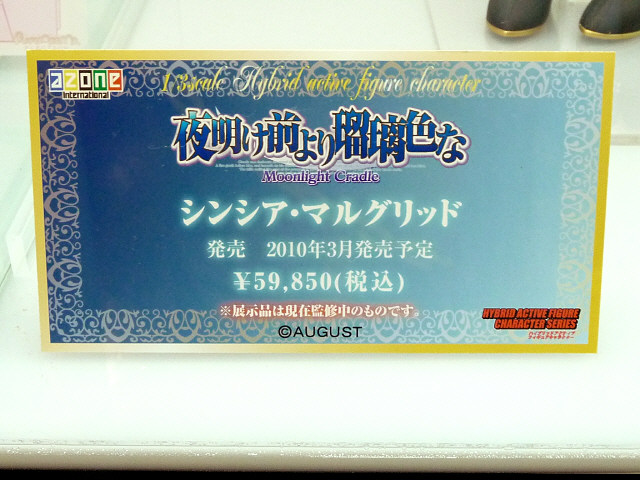 azone
international
1/3scale Hybrid active figure character
夜明け前より瑠璃色な
Moonlight Cradle
シンシア・マルグリッド
発売 2010年3月発売予定
¥59,850(税込)
※展示品は現在監修中のものです。
©AUGUST
HYBRID ACTIVE FIGURE
CHARACTER SERIES